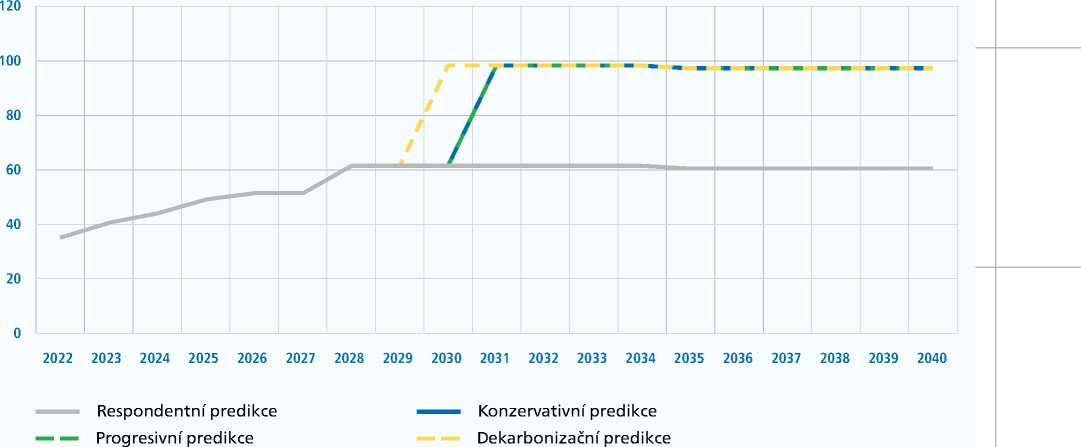 120
100
80
60
40
20
0
2022 2023 2024 2025 2026 2027 2028 2029 2030 2031 2032 2033 2034 2035 2036 2037 2038 2039 2040
Respondentní predikce Konzervativní predikce
Progresivní predikce Dekarbonizační predikce